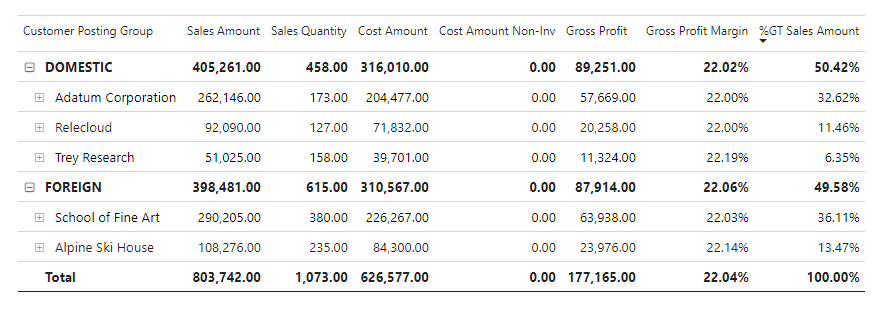 Customer Posting Group Sales Amount Sales Quantity Cost Amount Cost Amount Non-Inv Gross Profit Gross Profit Margin %GT Sales Amount
DOMESTIC 405,261.00 458.00 316,010.00 0.00 89,251.00 22.02% 50.42%
Adatum Corporation 262,146.00 173.00 204,477.00 0.00 57,669.00 22.00% 32.62%
Relecloud 92,090.00 127.00 71,832.00 0.00 20,258.00 22.00% 11.46%
Trey Research 51,025.00 158.00 39,701.00 0.00 11,324.00 22.19% 6.35%
FOREIGN 398,481.00 615.00 310,567.00 0.00 87,914.00 22.06% 49.58%
School of Fine Art 290,205.00 380.00 226,267.00 0.00 63,938.00 22.03% 36.11%
Alpine Ski House 108,276.00 235.00 84,300.00 0.00 23,976.00 22.14% 13.47%
Total 803,742.00 1,073.00 626,577.00 0.00 177,165.00 22.04% 100.00%